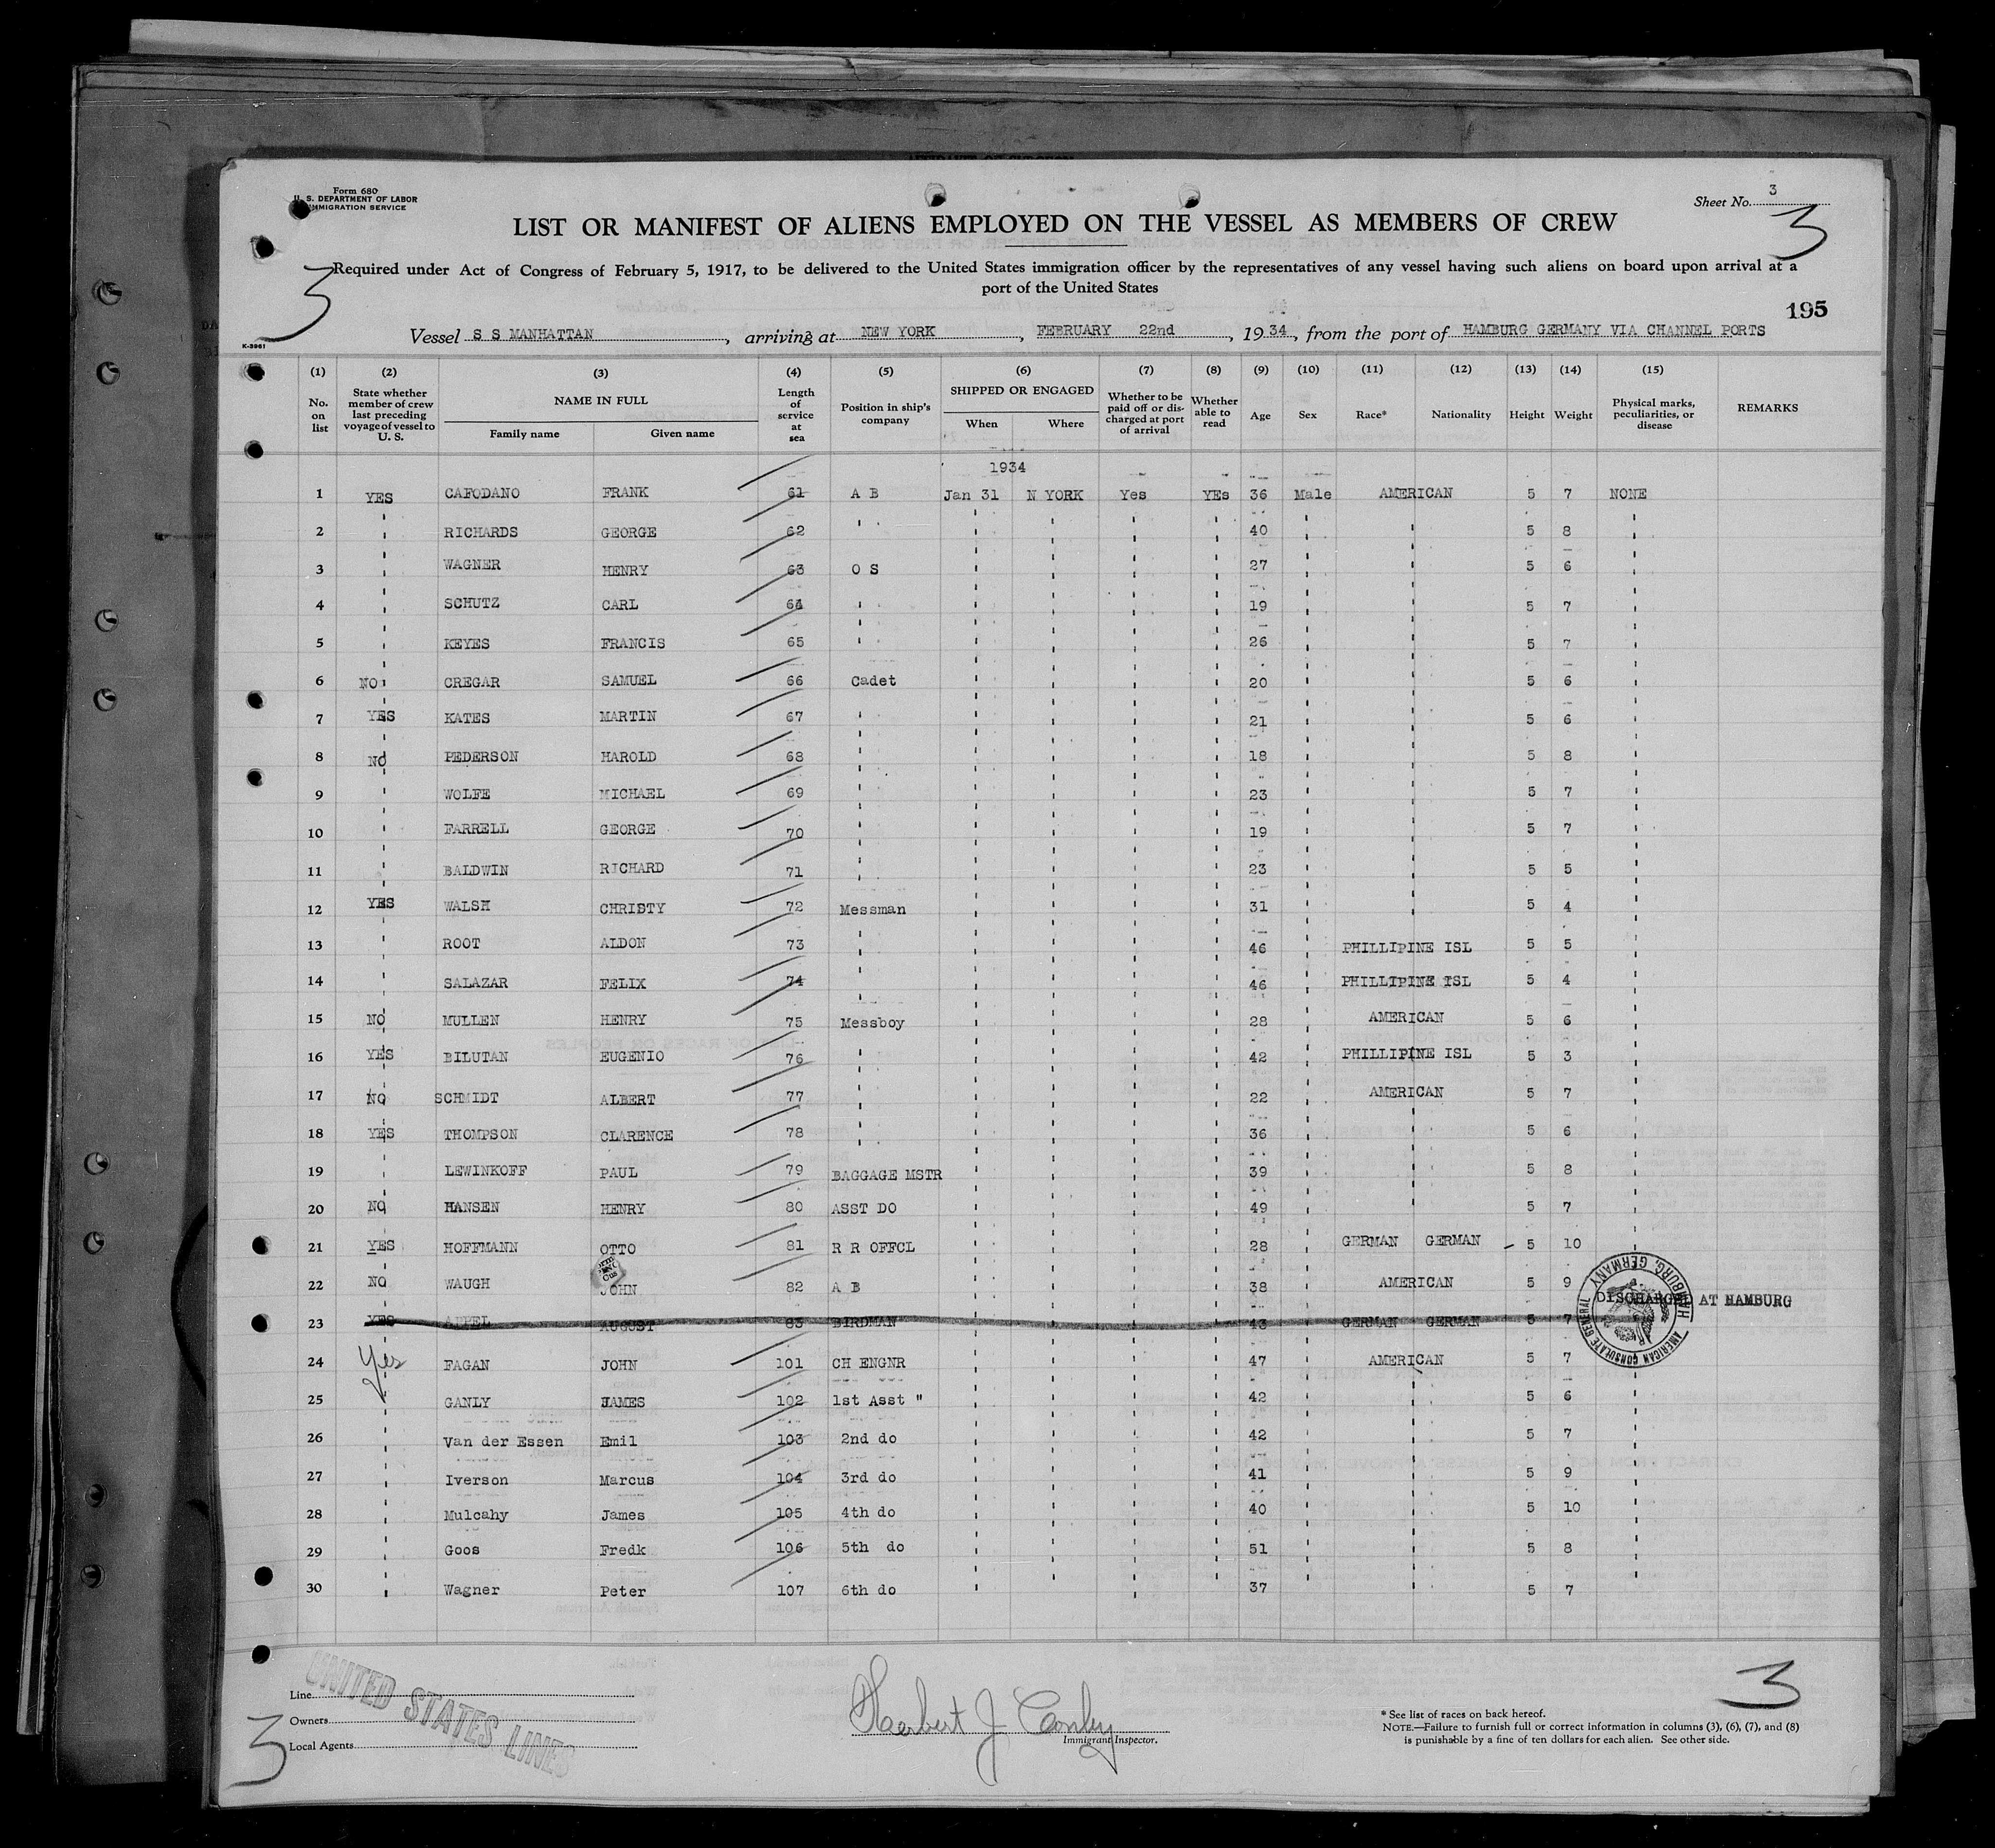 Form 680
U. S. DEPARTMENT OF LABOR
IMMIGRATION SERVICE
Sheet No. 3
3
LIST OR MANIFEST OF ALIENS EMPLOYED ON THE VESSEL AS MEMBERS OF CREW
Required under Act of Congress of February 5, 1917, to be delivered to the United States immigration officer by the representatives of any vessel having such aliens on board upon arrival at a
port of the United States
3
195
Vessel S S MANHATTAN, arriving at NEW YORK, FEBRUARY 22nd, 1934, from the port of HAMBURG GERMANY VIA CHANNEL PORTS
K-3961
(1) (2) (3) (4) (5) (6) (7) (8) (9) (10) (11) (12) (13) (14) (15)
No. on list State whether member of crew last preceding voyage of vessel to U. S. NAME IN FULL Family name Given name Length of service at sea Position in ship's company SHIPPED OR ENGAGED When Where Whether to be paid off or discharged at port of arrival Whether able to read Age Sex Race* Nationality Height Weight Physical marks, peculiarities, or disease REMARKS
1934
1 YES CAFODANO FRANK 61 A B Jan 31 N YORK Yes YEs 36 Male AMERICAN 5 7 NONE
2 " RICHARDS GEORGE 62 " " " " " 40 " " 5 8 "
3 " WAGNER HENRY 63 O S " " " " 27 " " 5 6 "
4 " SCHUTZ CARL 64 " " " " " 19 " " 5 7 "
5 " KEYES FRANCIS 65 " " " " " 26 " " 5 7 "
6 NO CREGAR SAMUEL 66 Cadet " " " " 20 " " 5 6 "
7 YES KATES MARTIN 67 " " " " " 21 " " 5 6 "
8 NO PEDERSON HAROLD 68 " " " " " 18 " " 5 8 "
9 " WOLFE MICHAEL 69 " " " " " 23 " " 5 7 "
10 " FARRELL GEORGE 70 " " " " " 19 " " 5 7 "
11 " BALDWIN RICHARD 71 " " " " " 23 " " 5 5 "
12 YES WALSH CHRISTY 72 Messman " " " " 31 " " 5 4 "
13 " ROOT ALDON 73 " " " " " 46 " PHILLIPINE ISL 5 5 "
14 " SALAZAR FELIX 74 " " " " " 46 " PHILLIPINE ISL 5 4 "
15 NO MULLEN HENRY 75 Messboy " " " " 28 " AMERICAN 5 6 "
16 YES BILUTAN EUGENIO 76 " " " " " 42 " PHILLIPINE ISL 5 3 "
17 NO SCHMIDT ALBERT 77 " " " " " 22 " AMERICAN 5 7 "
18 YES THOMPSON CLARENCE 78 " " " " " 36 " " 5 6 "
19 " LEWINKOFF PAUL 79 BAGGAGE MSTR " " " " 39 " " 5 8 "
20 NO HANSEN HENRY 80 ASST DO " " " " 49 " " 5 7 "
21 YES HOFFMANN OTTO 81 R R OFFCL " " " " 28 " GERMAN GERMAN 5 10 "
22 NO WAUGH JOHN 82 A B " " " " 38 " AMERICAN 5 9 "
DISCHARGED AT HAMBURG
23 YES APPEL AUGUST 83 BIRDMAN " " " " 43 " GERMAN GERMAN 5 7
AMERICAN CONSULATE GENERAL HAMBURG, GERMANY
24 Yes FAGAN JOHN 101 CH ENGNR " " " " 47 " AMERICAN 5 7 "
25 " GANLY JAMES 102 1st Asst " " " " " 42 " " 5 6 "
26 " Van der Essen Emil 103 2nd do " " " " 42 " " 5 7 "
27 " Iverson Marcus 104 3rd do " " " " 41 " " 5 9 "
28 " Mulcahy James 105 4th do " " " " 40 " " 5 10 "
29 " Goos Fredk 106 5th do " " " " 51 " " 5 8 "
30 " Wagner Peter 107 6th do " " " " 37 " " 5 7 "
Line
Owners
Local Agents
UNITED STATES LINES
3
Herbert J Conley
Immigrant Inspector.
3
* See list of races on back hereof.
NOTE.—Failure to furnish full or correct information in columns (3), (6), (7), and (8)
is punishable by a fine of ten dollars for each alien. See other side.